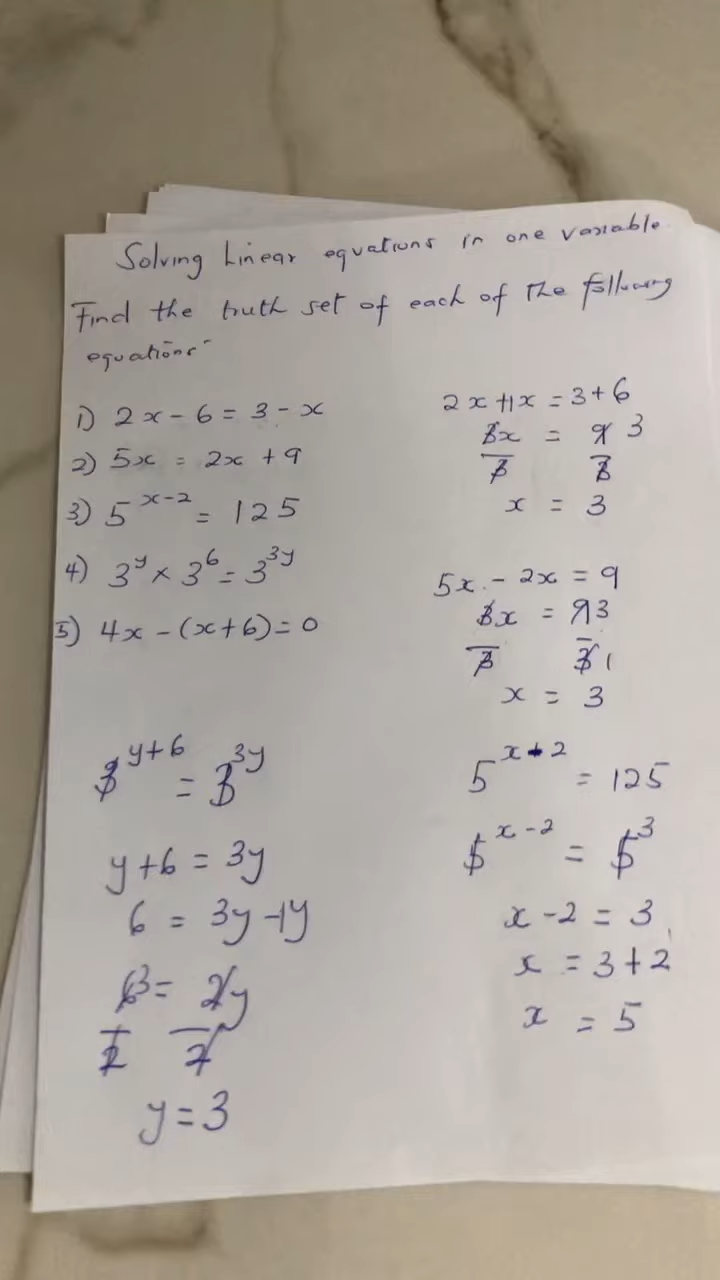 Solving Linear equations in one variable.
Find the truth set of each of the following
equations
1) 2x - 6 = 3 - x
2) 5x = 2x + 9
3) 5^(x-2) = 125
4) 3^y × 3^6 = 3^(3y)
5) 4x - (x+6) = 0
2x + 1x = 3 + 6
3x = 9 3
3 3
x = 3
5x - 2x = 9
3x = 9 3
3 3 1
x = 3
3^(y+6) = 3^(3y)
y + 6 = 3y
6 = 3y - 1y
6 3 = 2y
2 2
y = 3
5^(x-2) = 125
5^(x-2) = 5^3
x - 2 = 3
x = 3 + 2
x = 5